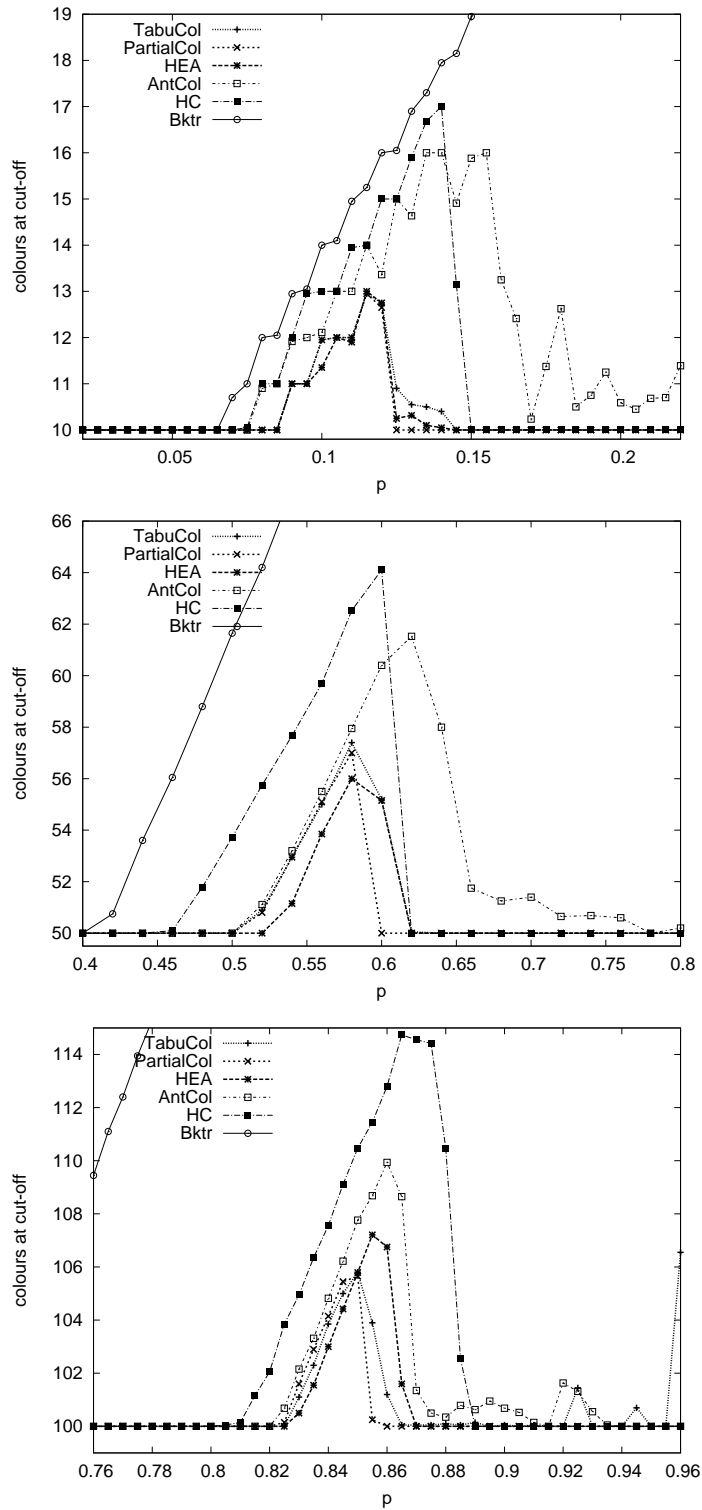 19
18
17
16
15
14
13
12
11
10
colours at cut-off
TabuCol
PartialCol
HEA
AntCol
HC
Bktr
0.05 0.1 0.15 0.2
p
66
64
62
60
58
56
54
52
50
colours at cut-off
TabuCol
PartialCol
HEA
AntCol
HC
Bktr
0.4 0.45 0.5 0.55 0.6 0.65 0.7 0.75 0.8
p
114
112
110
108
106
104
102
100
colours at cut-off
TabuCol
PartialCol
HEA
AntCol
HC
Bktr
0.76 0.78 0.8 0.82 0.84 0.86 0.88 0.9 0.92 0.94 0.96
p